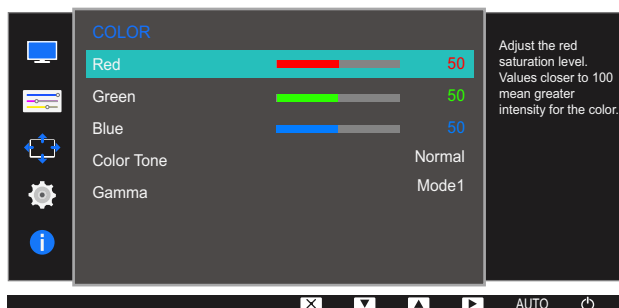 COLOR
Red 50
Green 50
Blue 50
Color Tone Normal
Gamma Mode1
Adjust the red
saturation level.
Values closer to 100
mean greater
intensity for the color.
AUTO